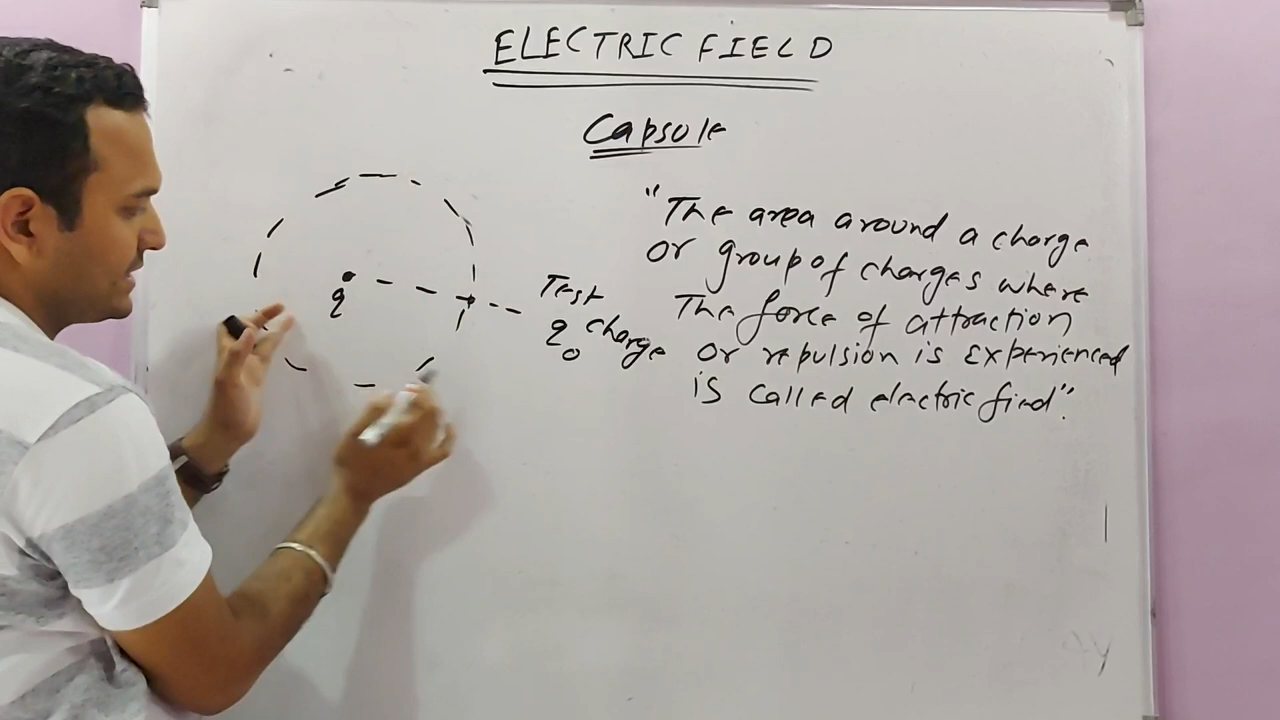 ELECTRIC FIELD
Capsule
"The area around a charge
or group of charges where
The force of attraction
or repulsion is experienced
is called electric fied".
q
Test
q₀ charge